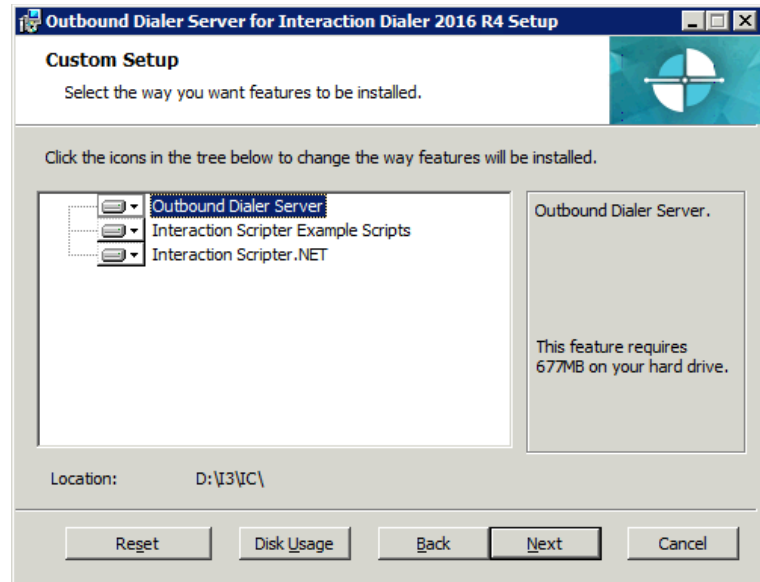 Outbound Dialer Server for Interaction Dialer 2016 R4 Setup
Custom Setup
Select the way you want features to be installed.
Click the icons in the tree below to change the way features will be installed.
Outbound Dialer Server
Interaction Scripter Example Scripts
Interaction Scripter.NET
Outbound Dialer Server.
This feature requires
677MB on your hard drive.
Location: D:\I3\IC\
Reset Disk Usage Back Next Cancel